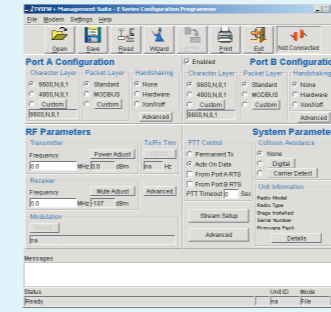 TVIEW+ Management Suite - E Series Configuration Programmer
File Modem Settings Help
Open Save Read Wizard Print Exit Not Connected
Port A Configuration
Enabled
Port B Configuratio
Character Layer Packet Layer Handshaking
9600,N,8,1 Standard None
4800,N,8,1 MODBUS Hardware
Custom Custom Xon/Xoff
9600,N,8,1 Advanced
Character Layer Packet Layer Handshaking
9600,N,8,1 Standard None
4800,N,8,1 MODBUS Hardware
Custom Custom Xon/Xoff
9600,N,8,1 Advanced
RF Parameters
System Paramete
Transmitter
Frequency Power Adjust
0.0 MHz 0.0 dBm
Tx/Rx Trim
na Hz
Receiver
Frequency Mute Adjust Advanced
0.0 MHz -107 dBm
Modulation
na
PTT Control
Permanent Tx
Auto On Data
From Port A RTS
From Port B RTS
PTT Timeout 0 Sec
Stream Setup
Advanced
Collision Avoidance
None
Digital
Carrier Detect
Unit Information
Radio Model
Radio Type
Diags Installed
Serial Number
Firmware Pack
Details
Messages
Status Unit ID Mode
Ready. na File